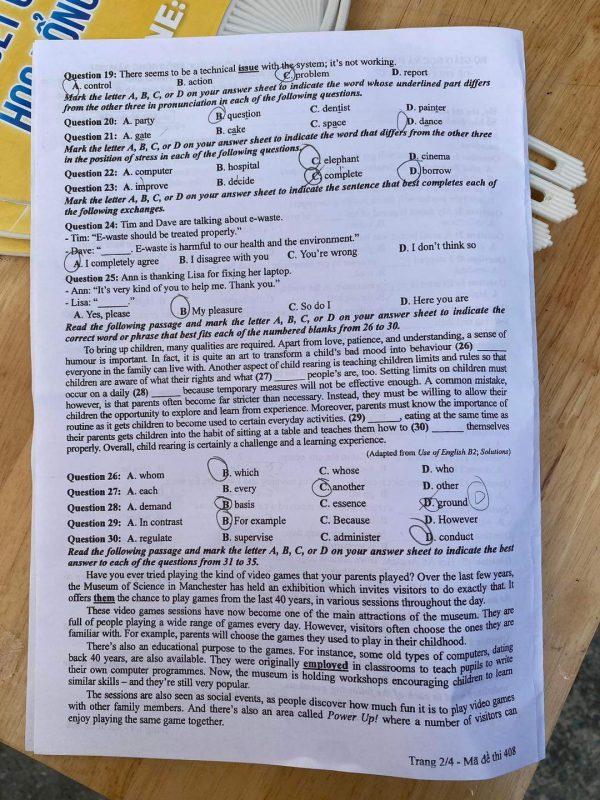 HỌC
NE:
Question 19: There seems to be a technical issue with the system; it's not working.
A. control B. action C. problem D. report
Mark the letter A, B, C, or D on your answer sheet to indicate the word whose underlined part differs
from the other three in pronunciation in each of the following questions.
Question 20: A. party B. question C. dentist D. painter
Question 21: A. gate B. cake C. space D. dance
Mark the letter A, B, C, or D on your answer sheet to indicate the word that differs from the other three
in the position of stress in each of the following questions.
Question 22: A. computer B. hospital C. elephant D. cinema
Question 23: A. improve B. decide C. complete D. borrow
Mark the letter A, B, C, or D on your answer sheet to indicate the sentence that best completes each of
the following exchanges.
Question 24: Tim and Dave are talking about e-waste.
- Tim: "E-waste should be treated properly."
- Dave: "______. E-waste is harmful to our health and the environment."
A. I completely agree B. I disagree with you C. You're wrong D. I don't think so
Question 25: Ann is thanking Lisa for fixing her laptop.
- Ann: "It's very kind of you to help me. Thank you."
- Lisa: "______."
A. Yes, please B. My pleasure C. So do I D. Here you are
Read the following passage and mark the letter A, B, C, or D on your answer sheet to indicate the
correct word or phrase that best fits each of the numbered blanks from 26 to 30.
To bring up children, many qualities are required. Apart from love, patience, and understanding, a sense of
humour is important. In fact, it is quite an art to transform a child's bad mood into behaviour (26) ______
everyone in the family can live with. Another aspect of child rearing is teaching children limits and rules so that
children are aware of what their rights and what (27) ______ people's are, too. Setting limits on children must
occur on a daily (28) ______ because temporary measures will not be effective enough. A common mistake,
however, is that parents often become far stricter than necessary. Instead, they must be willing to allow their
children the opportunity to explore and learn from experience. Moreover, parents must know the importance of
routine as it gets children to become used to certain everyday activities. (29) ______, eating at the same time as
their parents gets children into the habit of sitting at a table and teaches them how to (30) ______ themselves
properly. Overall, child rearing is certainly a challenge and a learning experience.
(Adapted from Use of English B2; Solutions)
Question 26: A. whom B. which C. whose D. who
Question 27: A. each B. every C. another D. other
Question 28: A. demand B. basis C. essence D. ground D
Question 29: A. In contrast B. For example C. Because D. However
Question 30: A. regulate B. supervise C. administer D. conduct
Read the following passage and mark the letter A, B, C, or D on your answer sheet to indicate the best
answer to each of the questions from 31 to 35.
Have you ever tried playing the kind of video games that your parents played? Over the last few years,
the Museum of Science in Manchester has held an exhibition which invites visitors to do exactly that. It
offers them the chance to play games from the last 40 years, in various sessions throughout the day.
These video games sessions have now become one of the main attractions of the museum. They are
full of people playing a wide range of games every day. However, visitors often choose the ones they are
familiar with. For example, parents will choose the games they used to play in their childhood.
There's also an educational purpose to the games. For instance, some old types of computers, dating
back 40 years, are also available. They were originally employed in classrooms to teach pupils to write
their own computer programmes. Now, the museum is holding workshops encouraging children to learn
similar skills – and they're still very popular.
The sessions are also seen as social events, as people discover how much fun it is to play video games
with other family members. And there's also an area called Power Up! where a number of visitors can
enjoy playing the same game together.
Trang 2/4 - Mã đề thi 408